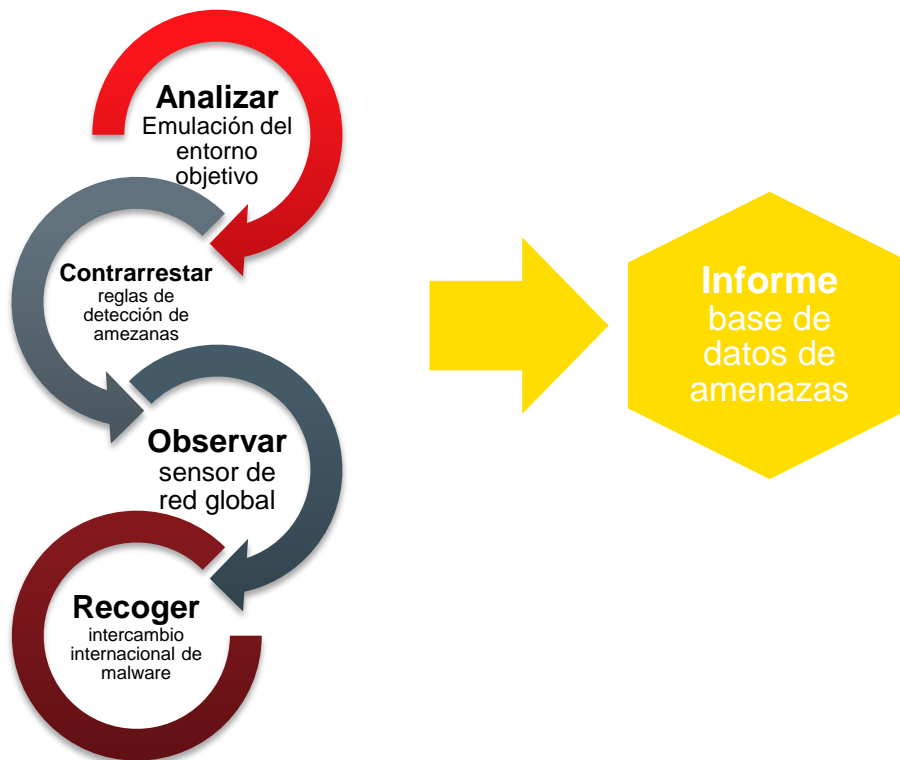 Analizar
Emulación del
entorno
objetivo
Contrarrestar
reglas de
detección de
amezanas
Observar
sensor de
red global
Recoger
intercambio
internacional de
malware
Informe
base de
datos de
amenazas